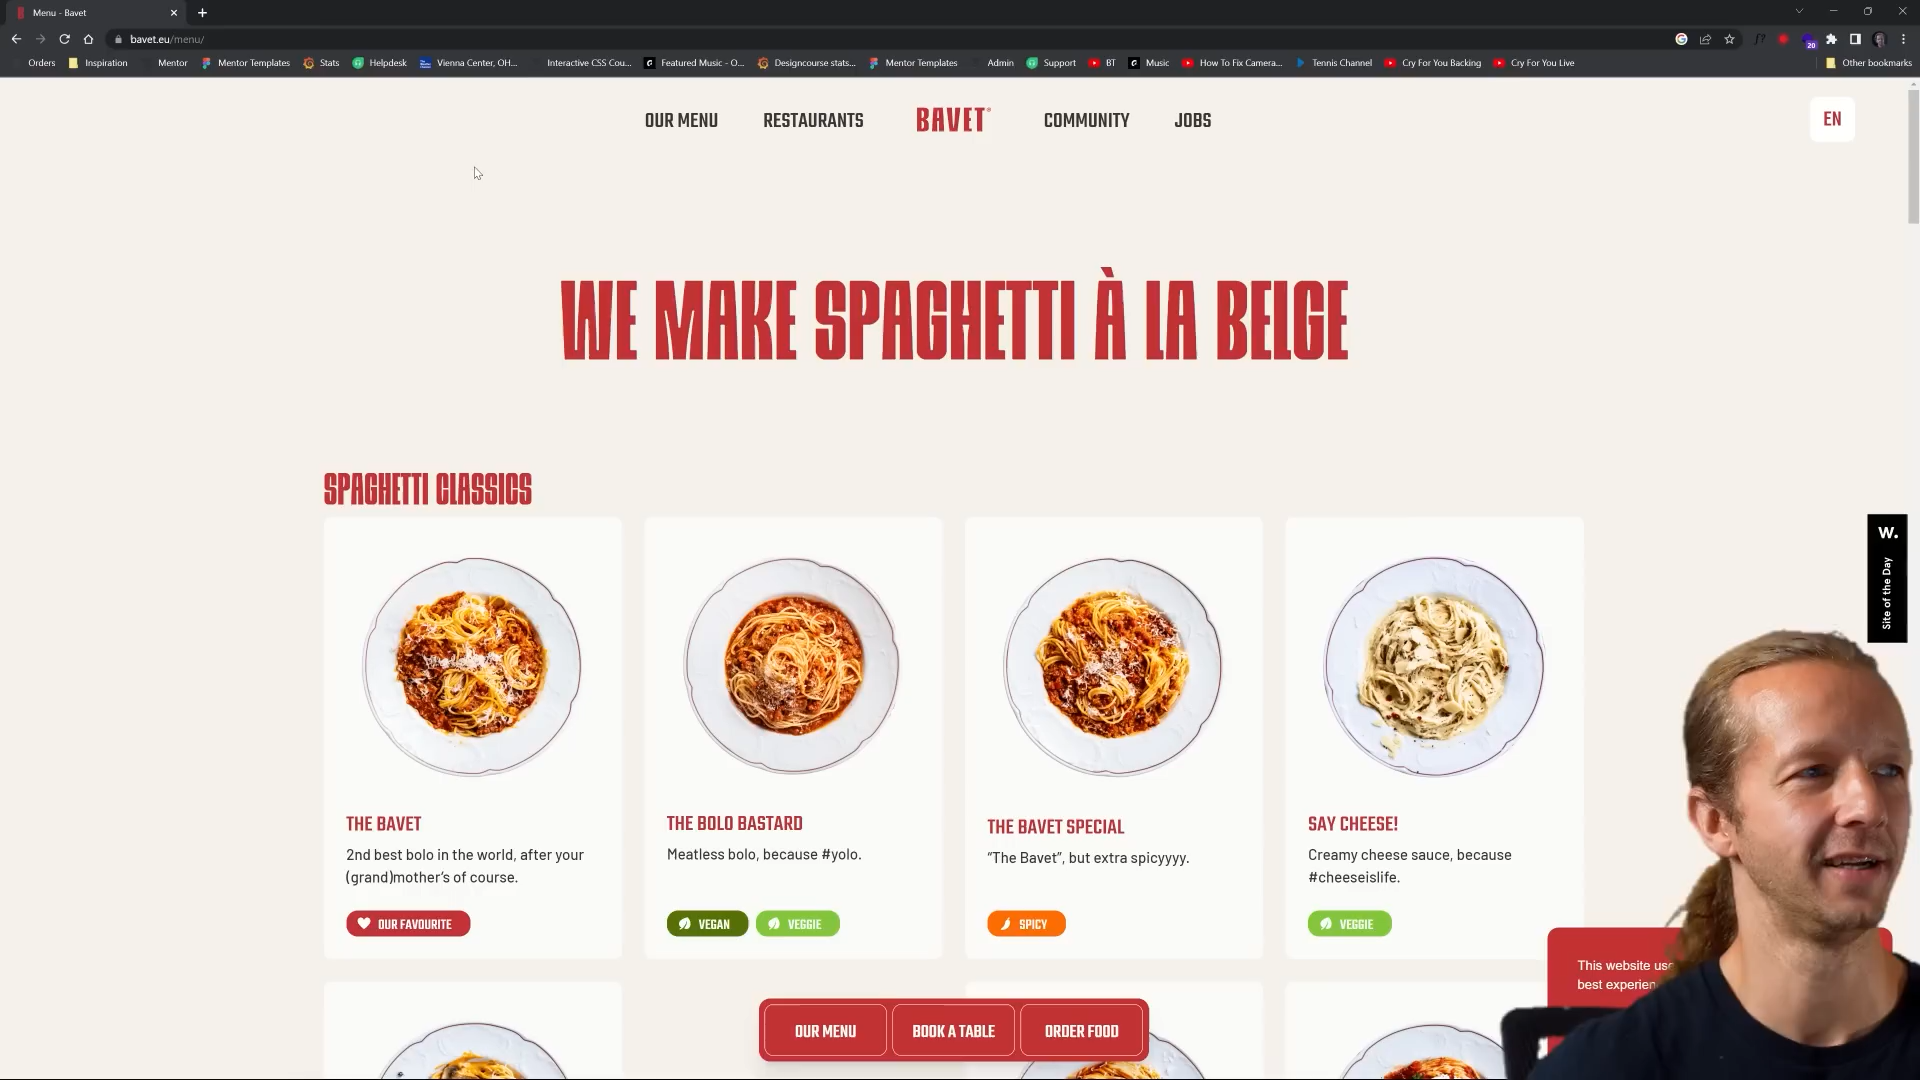 Menu - Bavet
bavet.eu/menu/
20
Orders Inspiration Mentor Mentor Templates Stats Helpdesk Vienna Center, OH... Interactive CSS Cou... Featured Music - O... Designcourse stats... Mentor Templates Admin Support BT Music How To Fix Camera... Tennis Channel Cry For You Backing Cry For You Live Other bookmarks
OUR MENU RESTAURANTS BAVET COMMUNITY JOBS EN
WE MAKE SPAGHETTI À LA BELGE
SPAGHETTI CLASSICS
W.
Site of the Day
THE BAVET
2nd best bolo in the world, after your
(grand)mother's of course.
OUR FAVOURITE
THE BOLO BASTARD
Meatless bolo, because #yolo.
VEGAN VEGGIE
THE BAVET SPECIAL
"The Bavet", but extra spicyyyy.
SPICY
SAY CHEESE!
Creamy cheese sauce, because
#cheeseislife.
VEGGIE
This website
best
OUR MENU BOOK A TABLE ORDER FOOD